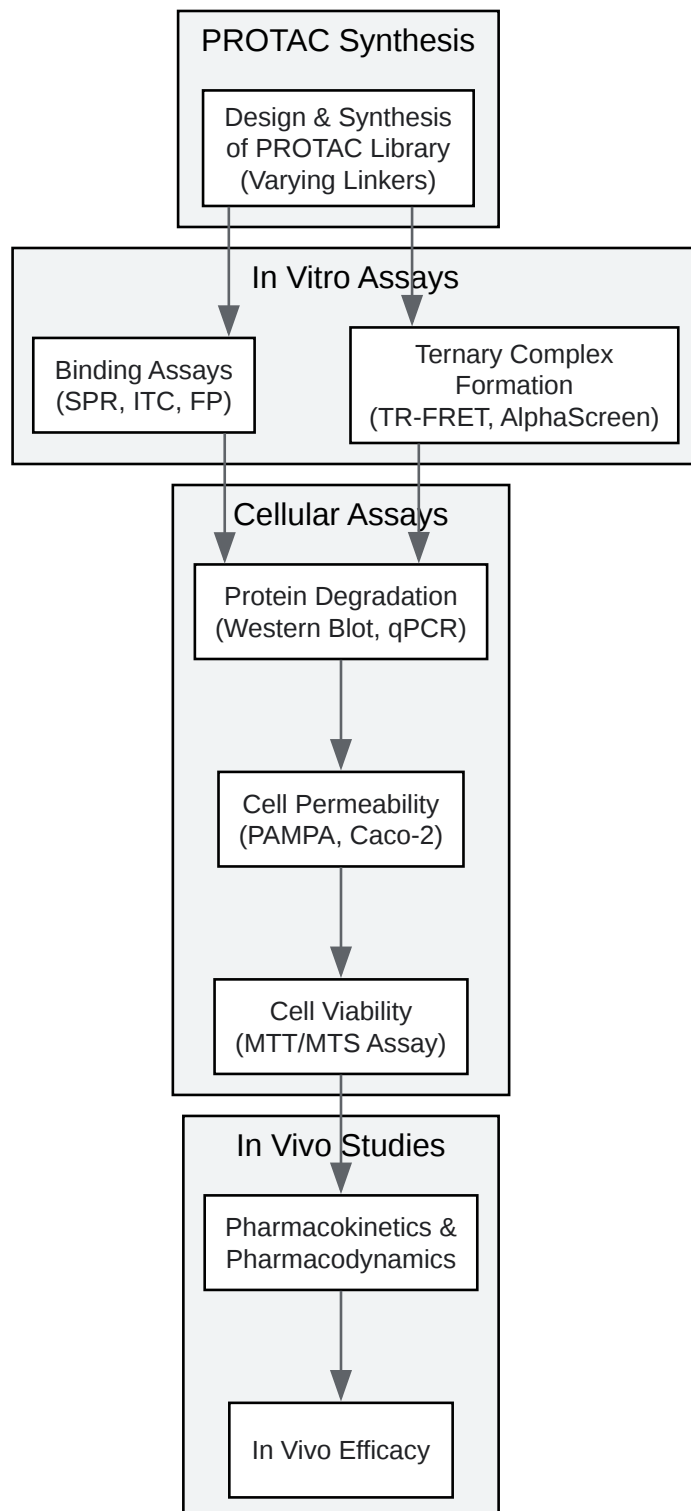 PROTAC Synthesis
Design & Synthesis
of PROTAC Library
(Varying Linkers)
In Vitro Assays
Binding Assays
(SPR, ITC, FP)
Ternary Complex
Formation
(TR-FRET, AlphaScreen)
Cellular Assays
Protein Degradation
(Western Blot, qPCR)
Cell Permeability
(PAMPA, Caco-2)
Cell Viability
(MTT/MTS Assay)
In Vivo Studies
Pharmacokinetics &
Pharmacodynamics
In Vivo Efficacy